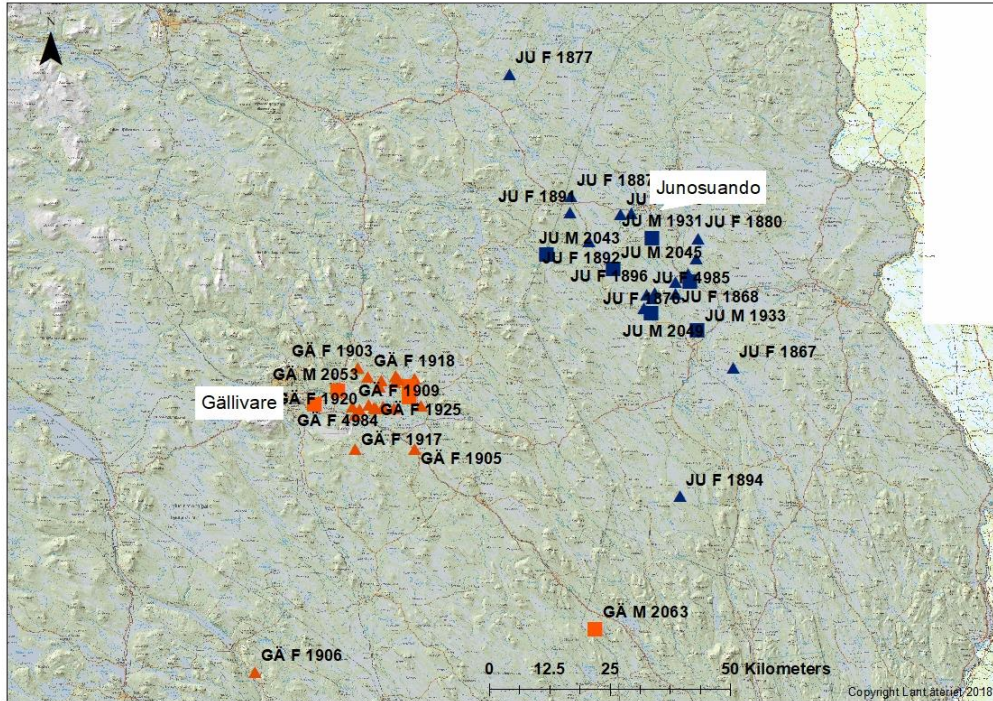 N
JU F 1877
JU F 1887
JU F 1891
JU
Junosuando
JU M 1931
JU F 1880
JU M 2043
JU M 2045
JU F 1892
JU F 1896
JU F 4985
JU F 1868
JU M 1933
JU M 2049
JU F 1867
GÄ F 1903
GÄ F 1918
GÄ M 2053
GÄ F 1909
Gällivare
GÄ F 1920
GÄ F 1925
GÄ F 4984
GÄ F 1917
GÄ F 1905
JU F 1894
GÄ M 2063
GÄ F 1906
0 12.5 25 50 Kilometers
Copyright Lantäteriet 2018